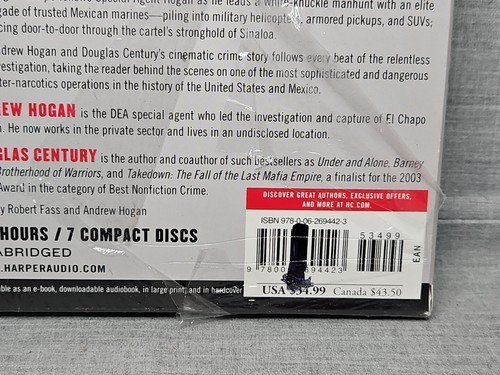 Special Agent Hogan as he leads a white-knuckle manhunt with an elite
gade of trusted Mexican marines—piling into military helicopters, armored pickups, and SUVs;
cing door-to-door through the cartel's stronghold of Sinaloa.
drew Hogan and Douglas Century's cinematic crime story follows every beat of the relentless
vestigation, taking the reader behind the scenes on one of the most sophisticated and dangerous
ter-narcotics operations in the history of the United States and Mexico.
EW HOGAN is the DEA special agent who led the investigation and capture of El Chapo
n. He now works in the private sector and lives in an undisclosed location.
GLAS CENTURY is the author and coauthor of such bestsellers as Under and Alone, Barney
Brotherhood of Warriors, and Takedown: The Fall of the Last Mafia Empire, a finalist for the 2003
Award in the category of Best Nonfiction Crime.
y Robert Fass and Andrew Hogan
HOURS / 7 COMPACT DISCS
ABRIDGED
.HARPERAUDIO.COM
able as an e-book, downloadable audiobook, in large print, and in hardcover
DISCOVER GREAT AUTHORS, EXCLUSIVE OFFERS,
AND MORE AT HC.COM.
ISBN 978-0-06-269442-3
53499
9 780 694423
EAN
USA $34.99 Canada $43.50